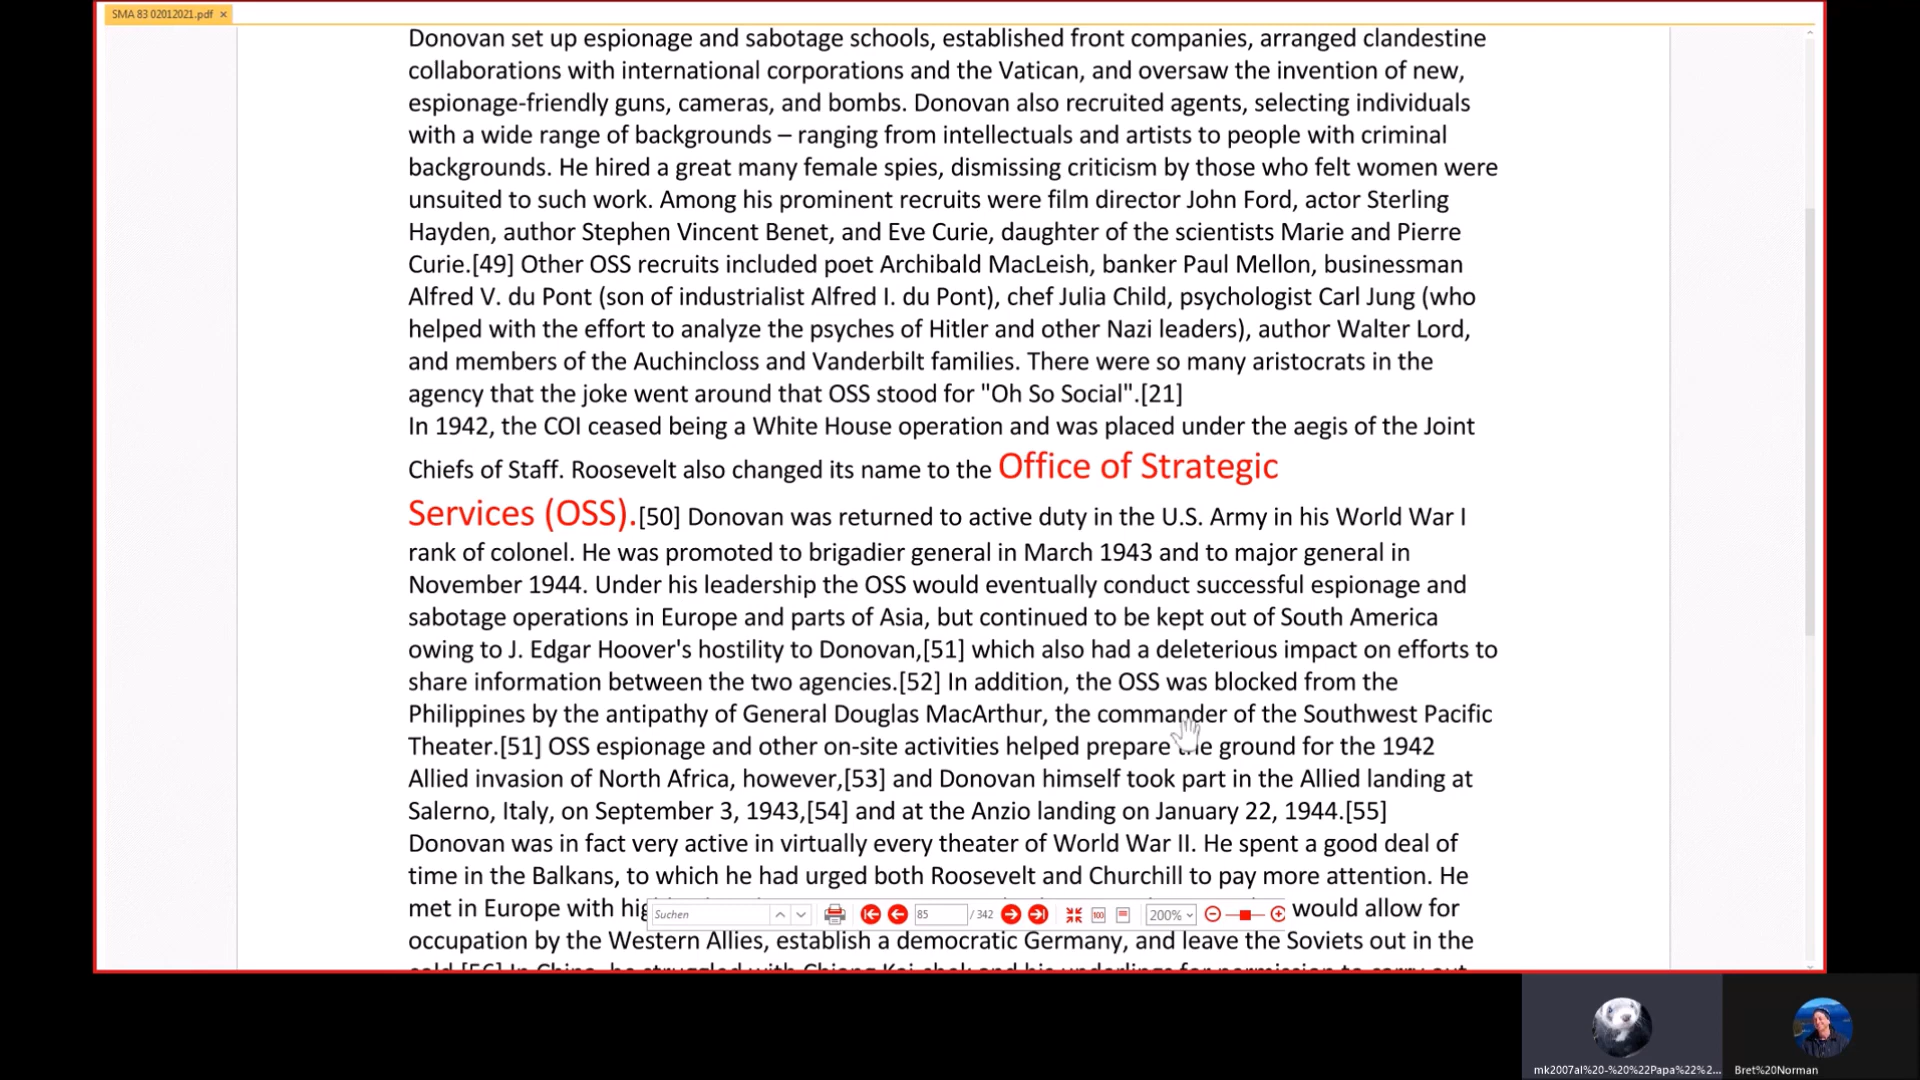 SMA 83 02012021.pdf ×
Donovan set up espionage and sabotage schools, established front companies, arranged clandestine
collaborations with international corporations and the Vatican, and oversaw the invention of new,
espionage-friendly guns, cameras, and bombs. Donovan also recruited agents, selecting individuals
with a wide range of backgrounds – ranging from intellectuals and artists to people with criminal
backgrounds. He hired a great many female spies, dismissing criticism by those who felt women were
unsuited to such work. Among his prominent recruits were film director John Ford, actor Sterling
Hayden, author Stephen Vincent Benet, and Eve Curie, daughter of the scientists Marie and Pierre
Curie.[49] Other OSS recruits included poet Archibald MacLeish, banker Paul Mellon, businessman
Alfred V. du Pont (son of industrialist Alfred I. du Pont), chef Julia Child, psychologist Carl Jung (who
helped with the effort to analyze the psyches of Hitler and other Nazi leaders), author Walter Lord,
and members of the Auchincloss and Vanderbilt families. There were so many aristocrats in the
agency that the joke went around that OSS stood for "Oh So Social".[21]
In 1942, the COI ceased being a White House operation and was placed under the aegis of the Joint
Chiefs of Staff. Roosevelt also changed its name to the Office of Strategic
Services (OSS).[50] Donovan was returned to active duty in the U.S. Army in his World War I
rank of colonel. He was promoted to brigadier general in March 1943 and to major general in
November 1944. Under his leadership the OSS would eventually conduct successful espionage and
sabotage operations in Europe and parts of Asia, but continued to be kept out of South America
owing to J. Edgar Hoover's hostility to Donovan,[51] which also had a deleterious impact on efforts to
share information between the two agencies.[52] In addition, the OSS was blocked from the
Philippines by the antipathy of General Douglas MacArthur, the commander of the Southwest Pacific
Theater.[51] OSS espionage and other on-site activities helped prepare the ground for the 1942
Allied invasion of North Africa, however,[53] and Donovan himself took part in the Allied landing at
Salerno, Italy, on September 3, 1943,[54] and at the Anzio landing on January 22, 1944.[55]
Donovan was in fact very active in virtually every theater of World War II. He spent a good deal of
time in the Balkans, to which he had urged both Roosevelt and Churchill to pay more attention. He
met in Europe with would allow for
Suchen 85 / 342 100 200%
occupation by the Western Allies, establish a democratic Germany, and leave the Soviets out in the
cold.[56] In China, he struggled with Chiang Kai-shek and his underlings for permission to carry out
mk2007al%20-%20%22Papa%22%2...
Bret%20Norman